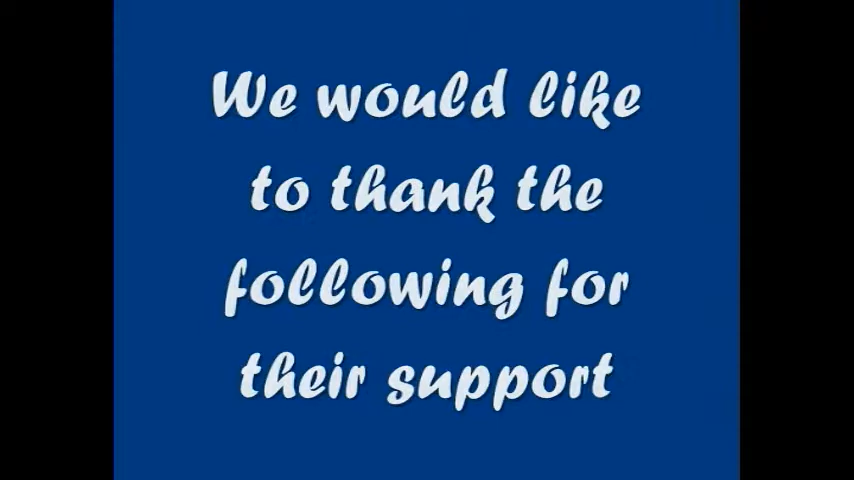 We would like
to thank the
following for
their support